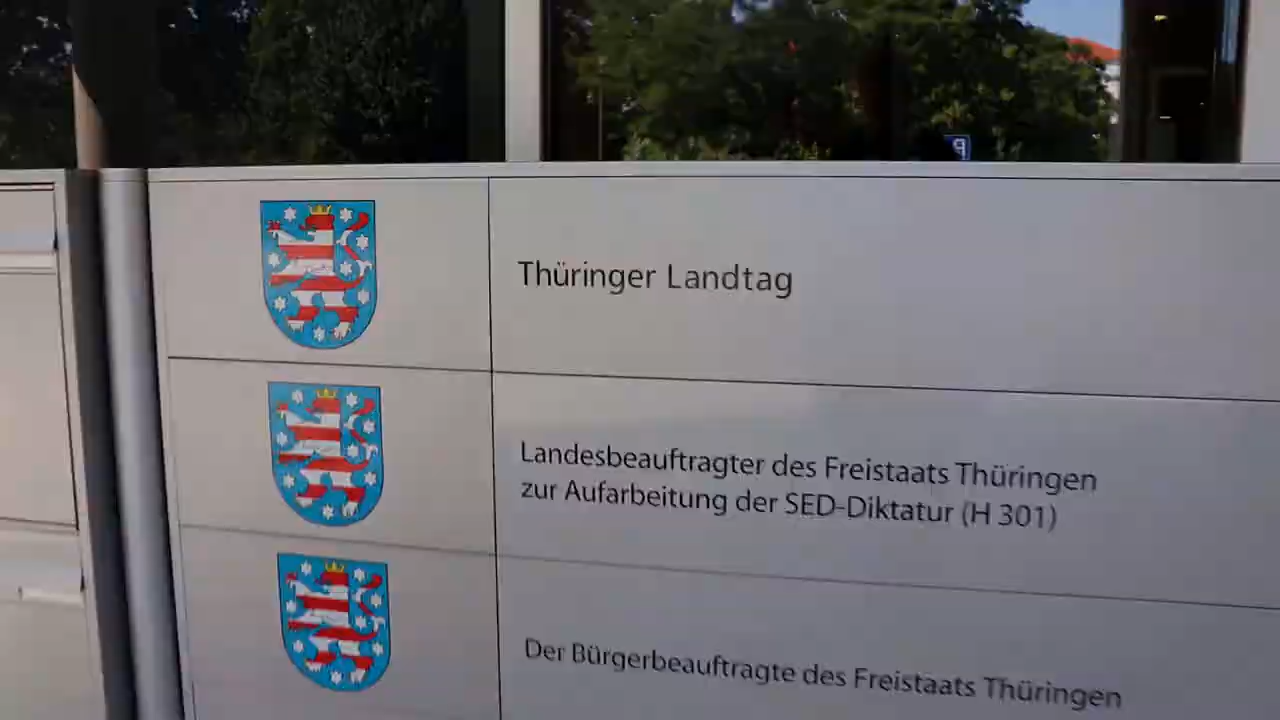 Thüringer Landtag
Landesbeauftragter des Freistaats Thüringen
zur Aufarbeitung der SED-Diktatur (H 301)
Der Bürgerbeauftragte des Freistaats Thüringen
P